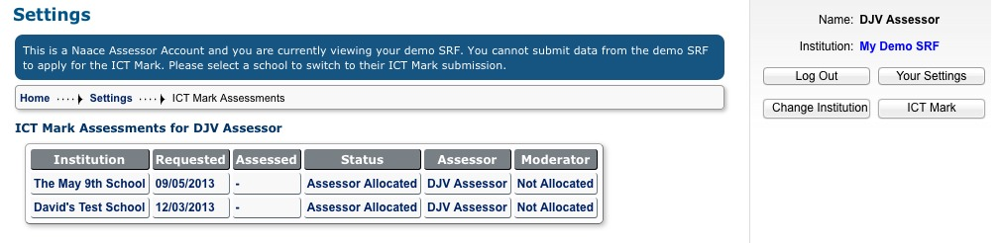 Settings
This is a Naace Assessor Account and you are currently viewing your demo SRF. You cannot submit data from the demo SRF
to apply for the ICT Mark. Please select a school to switch to their ICT Mark submission.
Home ····▶ Settings ····▶ ICT Mark Assessments
ICT Mark Assessments for DJV Assessor
Institution Requested Assessed Status Assessor Moderator
The May 9th School 09/05/2013 - Assessor Allocated DJV Assessor Not Allocated
David's Test School 12/03/2013 - Assessor Allocated DJV Assessor Not Allocated
Name: DJV Assessor
Institution: My Demo SRF
Log Out Your Settings
Change Institution ICT Mark